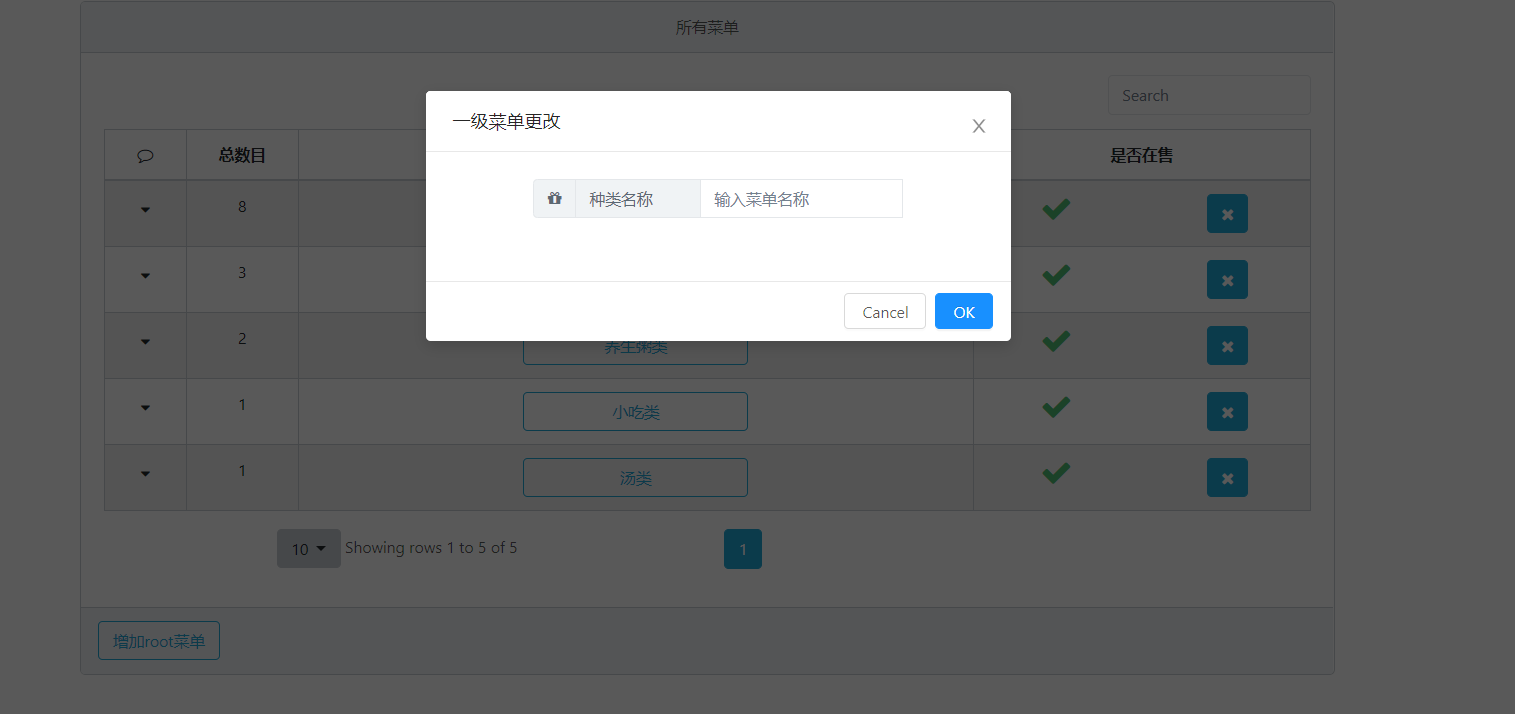 所有菜单
Search
一级菜单更改
总数目
是否在售
种类名称
输入菜单名称
8
3
Cancel
OK
2
养生粥类
1
小吃类
1
汤类
10
Showing rows 1 to 5 of 5
1
增加root菜单